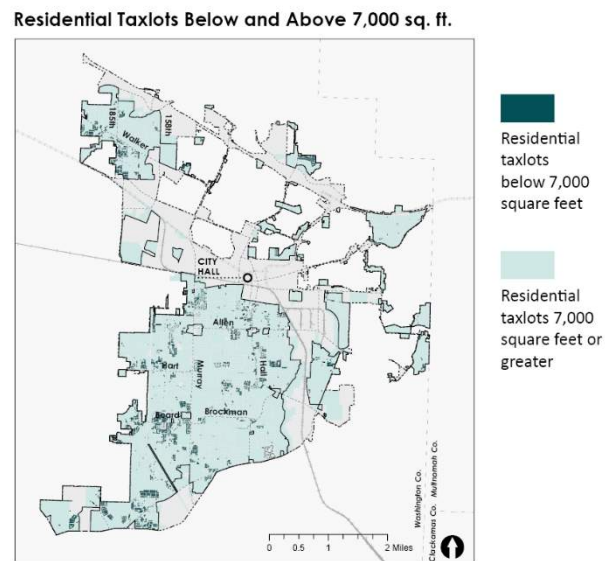 Residential Taxlots Below and Above 7,000 sq. ft.
185th
158th
Walker
CITY
HALL
Allen
Hart
Murray
Hall
Beard
Brockman
Washington Co.
Clackamas Co. Multnomah Co.
0 0.5 1 2 Miles
Residential
taxlots
below 7,000
square feet
Residential
taxlots 7,000
square feet or
greater